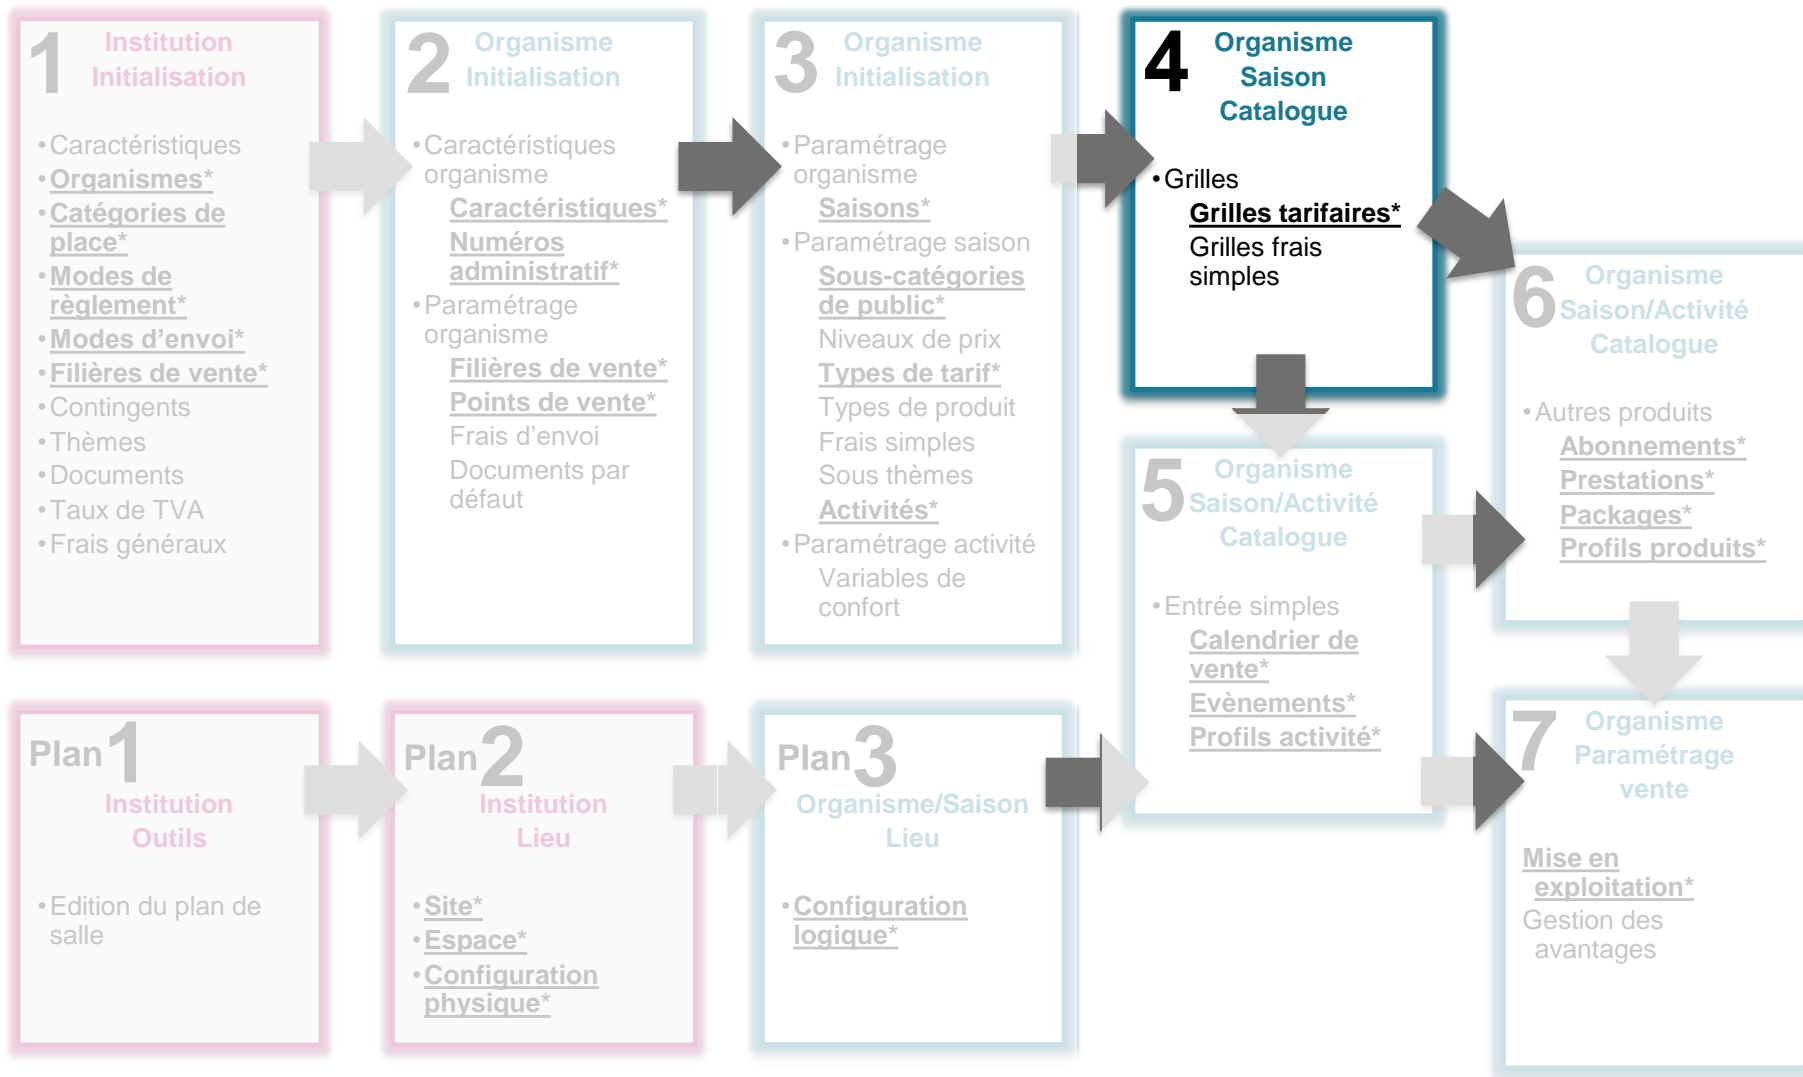 1
Institution
Initialisation
•Caractéristiques
•Organismes*
•Catégories de
place*
•Modes de
règlement*
•Modes d’envoi*
•Filières de vente*
•Contingents
•Thèmes
•Documents
•Taux de TVA
•Frais généraux
2
Organisme
Initialisation
•Caractéristiques
organisme
Caractéristiques*
Numéros
administratif*
•Paramétrage
organisme
Filières de vente*
Points de vente*
Frais d’envoi
Documents par
défaut
3
Organisme
Initialisation
•Paramétrage
organisme
Saisons*
•Paramétrage saison
Sous-catégories
de public*
Niveaux de prix
Types de tarif*
Types de produit
Frais simples
Sous thèmes
Activités*
•Paramétrage activité
Variables de
confort
4
Organisme
Saison
Catalogue
•Grilles
Grilles tarifaires*
Grilles frais
simples
5
Organisme
Saison/Activité
Catalogue
•Entrée simples
Calendrier de
vente*
Evènements*
Profils activité*
6
Organisme
Saison/Activité
Catalogue
•Autres produits
Abonnements*
Prestations*
Packages*
Profils produits*
Plan 1
Institution
Outils
•Edition du plan de
salle
Plan 2
Institution
Lieu
•Site*
•Espace*
•Configuration
physique*
Plan 3
Organisme/Saison
Lieu
•Configuration
logique*
7
Organisme
Paramétrage
vente
Mise en
exploitation*
Gestion des
avantages